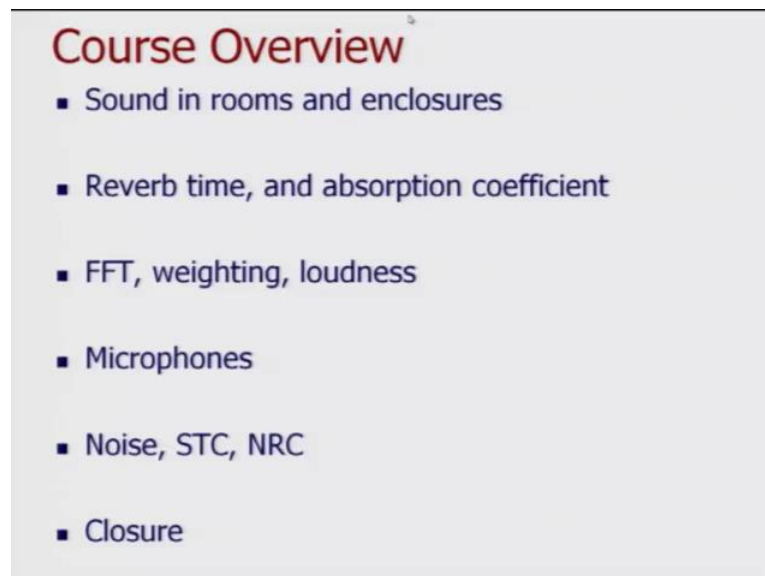 Course Overview
Sound in rooms and enclosures
Reverb time, and absorption coefficient
FFT, weighting, loudness
Microphones
Noise, STC, NRC
Closure